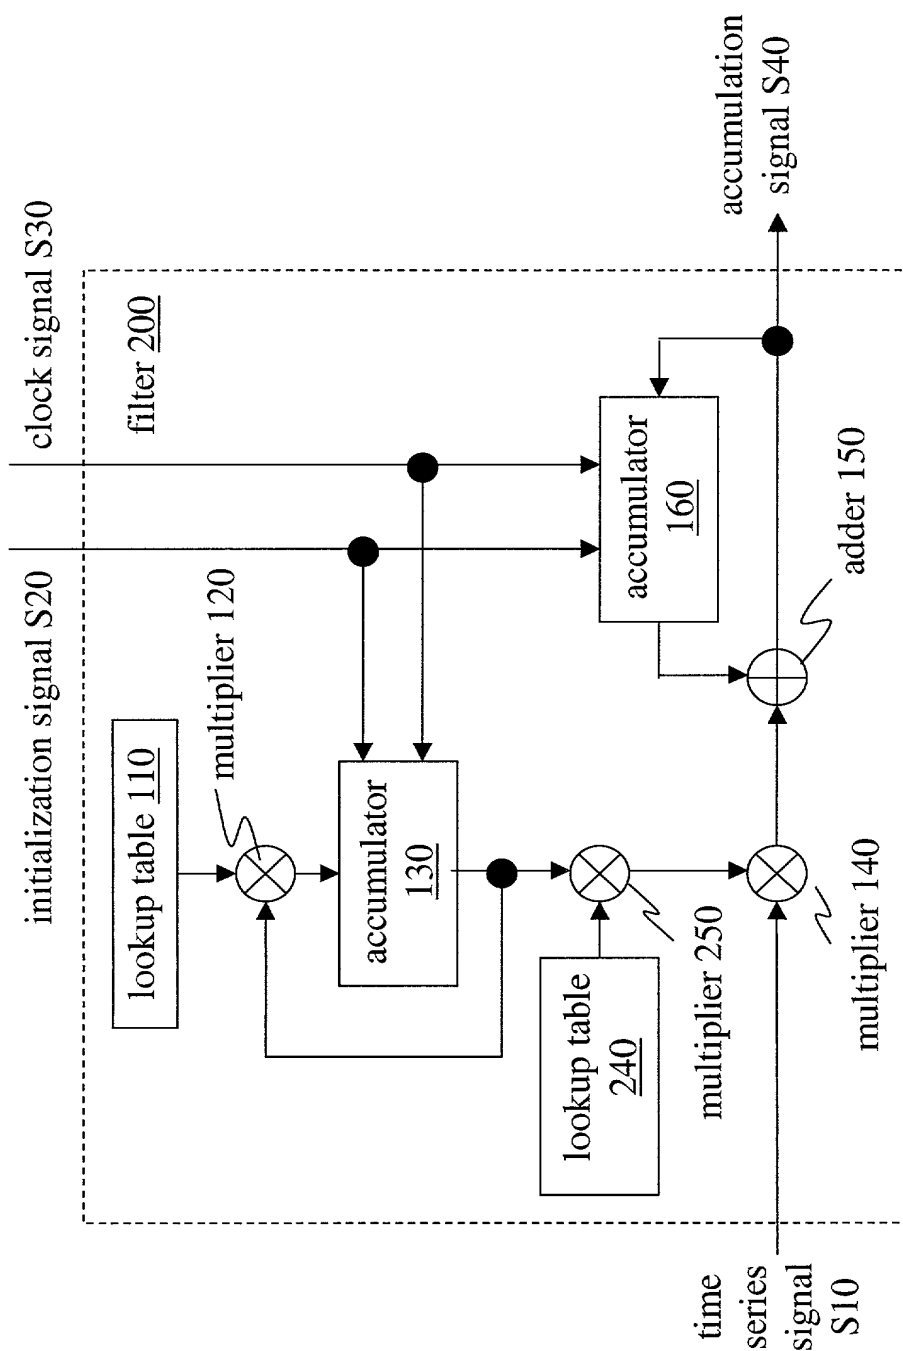 initialization signal S20
clock signal S30
filter 200
lookup table 110
multiplier 120
accumulator
130
accumulator
160
lookup table
240
multiplier 250
multiplier 140
adder 150
time
series
signal
S10
accumulation
signal S40